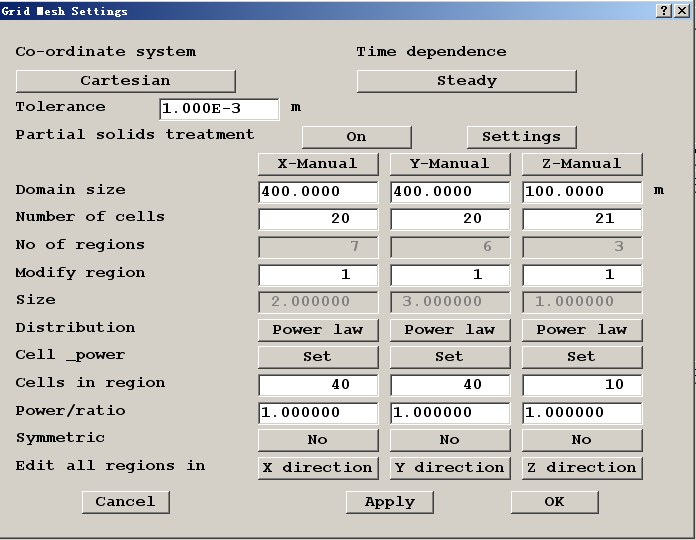 Grid Mesh Settings
Co-ordinate system Time dependence
Cartesian Steady
Tolerance 1.000E-3 m
Partial solids treatment On Settings
X-Manual Y-Manual Z-Manual
Domain size 400.0000 400.0000 100.0000 m
Number of cells 20 20 21
No of regions 7 6 3
Modify region 1 1 1
Size 2.000000 3.000000 1.000000
Distribution Power law Power law Power law
Cell _power Set Set Set
Cells in region 40 40 10
Power/ratio 1.000000 1.000000 1.000000
Symmetric No No No
Edit all regions in X direction Y direction Z direction
Cancel Apply OK